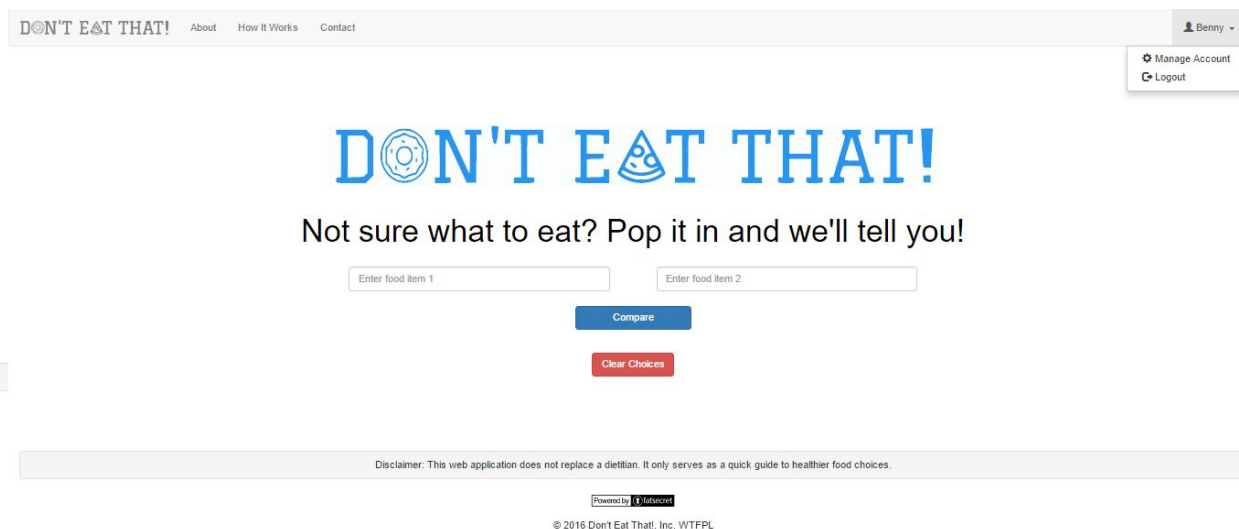 DON'T EAT THAT! About How It Works Contact Benny
Manage Account
Logout
DON'T EAT THAT!
Not sure what to eat? Pop it in and we'll tell you!
Enter food item 1 Enter food item 2
Compare
Clear Choices
Disclaimer: This web application does not replace a dietitian. It only serves as a quick guide to healthier food choices.
Powered by fatsecret
© 2016 Don't Eat That!. Inc. WTFPL